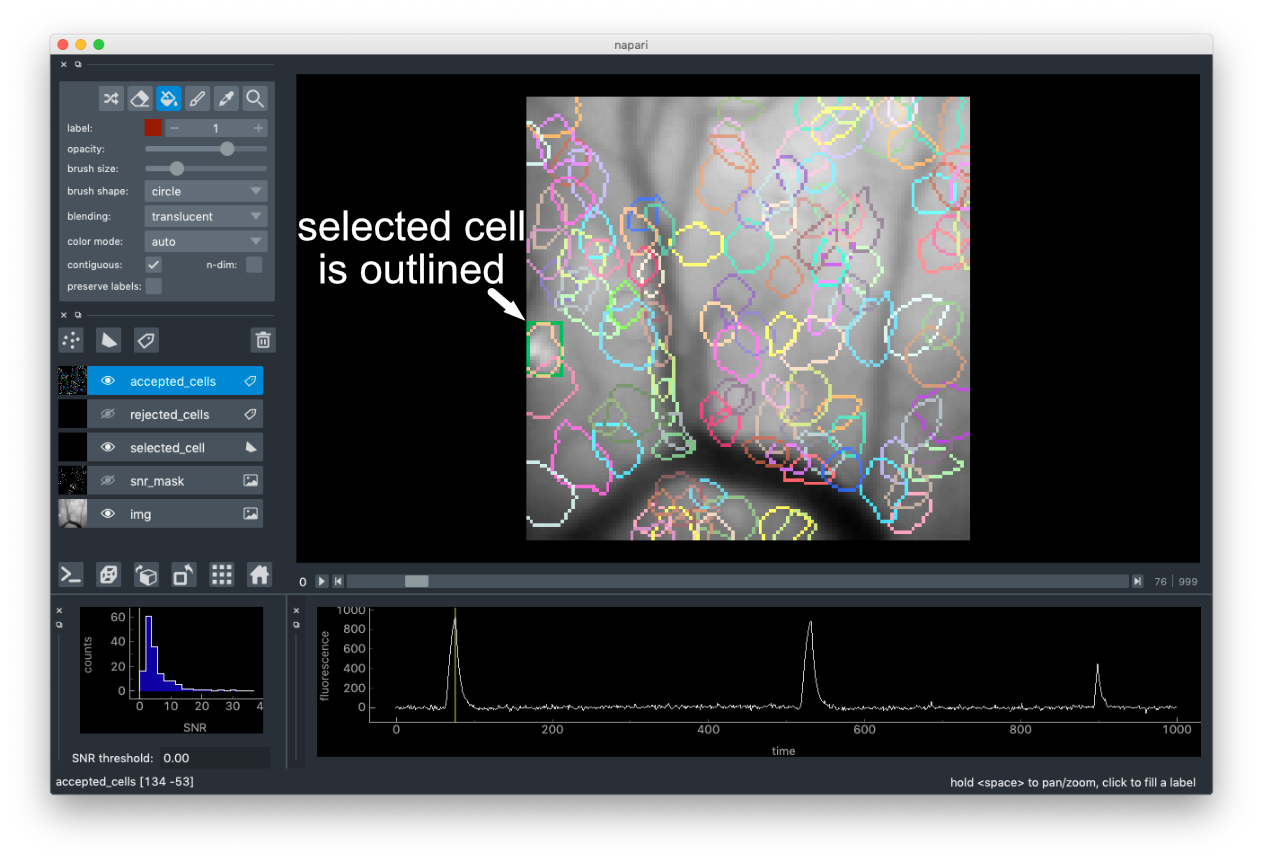 napari
label:
1
opacity:
brush size:
brush shape: circle
blending: translucent
color mode: auto
contiguous: n-dim:
preserve labels:
accepted_cells
rejected_cells
selected_cell
snr_mask
img
selected cell
is outlined
0
76 | 999
60
40
20
0
counts
0 10 20 30 4
SNR
SNR threshold: 0.00
1000
800
600
400
200
0
fluorescence
0 200 400 600 800 1000
time
accepted_cells [134 -53]
hold <space> to pan/zoom, click to fill a label